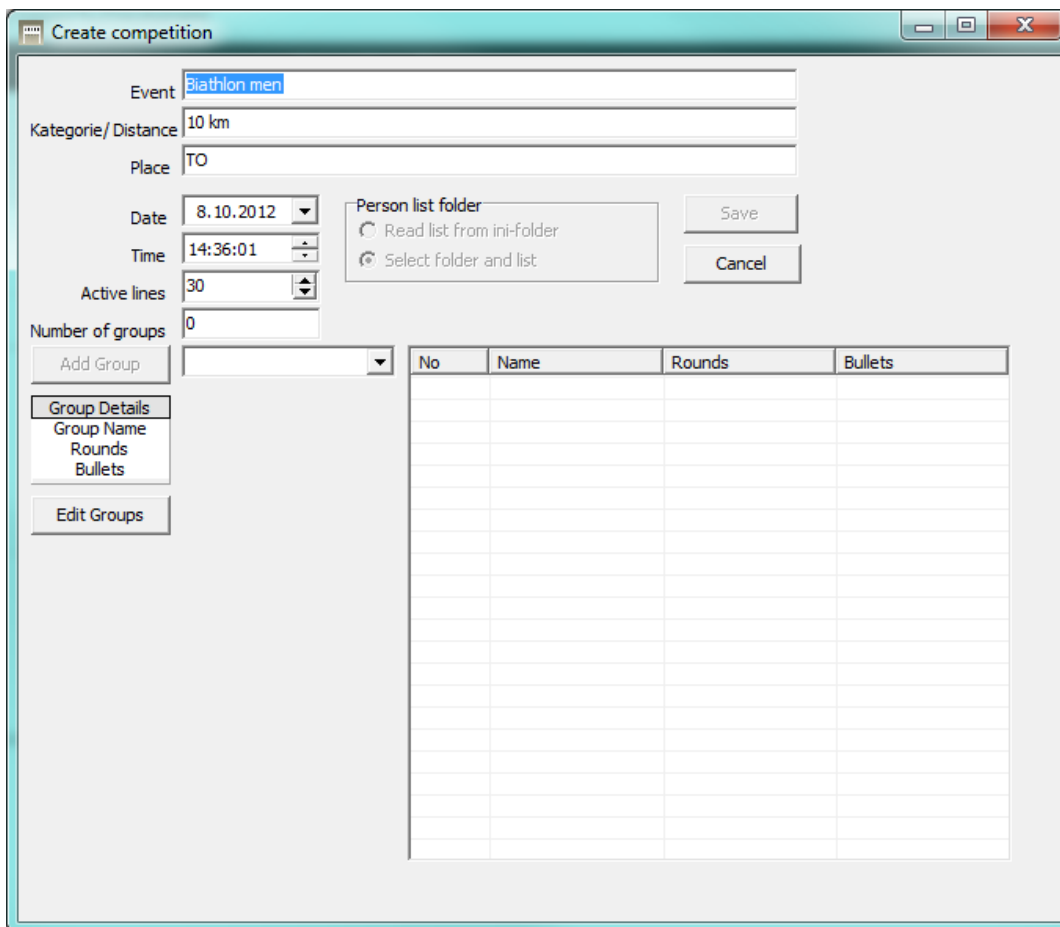 Create competition
Event Biathlon men
Kategorie/ Distance 10 km
Place TO
Date 8.10.2012
Person list folder
Save
Read list from ini-folder
Time 14:36:01
Select folder and list
Cancel
Active lines 30
Number of groups 0
Add Group
No Name Rounds Bullets
Group Details
Group Name
Rounds
Bullets
Edit Groups